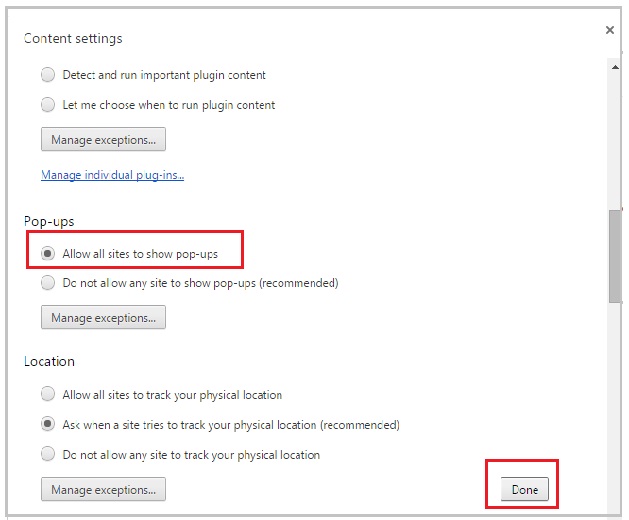 Content settings
Detect and run important plugin content
Let me choose when to run plugin content
Manage exceptions...
Manage individual plug-ins...
Pop-ups
Allow all sites to show pop-ups
Do not allow any site to show pop-ups (recommended)
Manage exceptions...
Location
Allow all sites to track your physical location
Ask when a site tries to track your physical location (recommended)
Do not allow any site to track your physical location
Manage exceptions...
Done